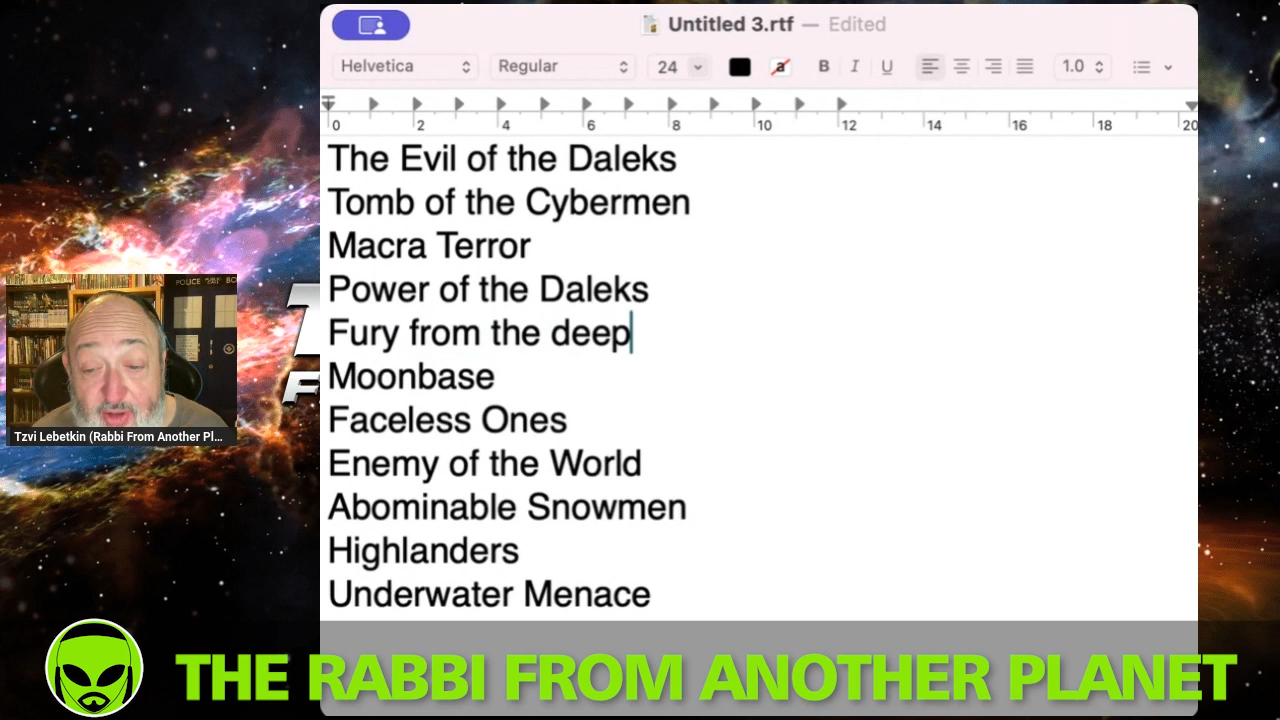 Untitled 3.rtf — Edited
Helvetica Regular 24 B I U 1.0
0 2 4 6 8 10 12 14 16 18 20
The Evil of the Daleks
Tomb of the Cybermen
Macra Terror
Power of the Daleks
Fury from the deep
Moonbase
Faceless Ones
Enemy of the World
Abominable Snowmen
Highlanders
Underwater Menace
POLICE BO
Tzvi Lebetkin (Rabbi From Another Pl...
T
F
THE RABBI FROM ANOTHER PLANET